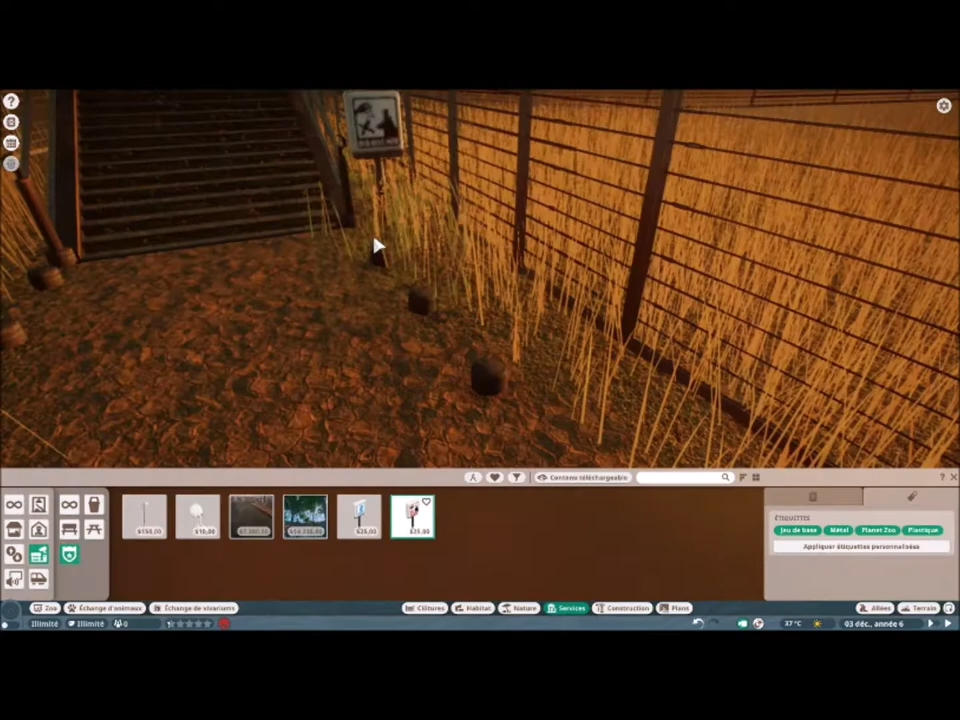 Contenu téléchargeable
$150,00
$10,00
$25,00
$25,00
ÉTIQUETTES
Jeu de base
Métal
Planet Zoo
Plastique
Appliquer étiquettes personnalisées
Zoo
Échange d'animaux
Échange de vivariums
Clôtures
Habitat
Nature
Services
Construction
Plans
Allées
Terrain
Illimité
Illimité
0
37 °C
03 déc., année 6